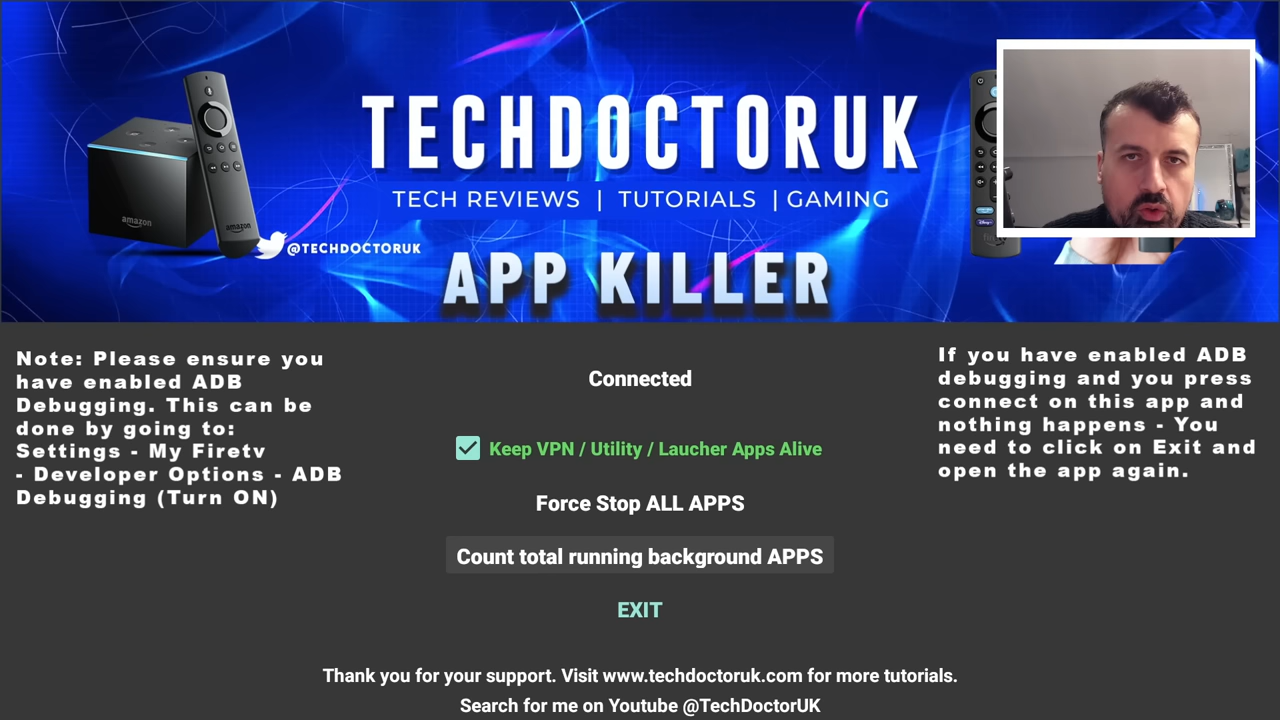 TECHDOCTORUK
TECH REVIEWS | TUTORIALS | GAMING
amazon
amazon
@TECHDOCTORUK
APP KILLER
Note: Please ensure you
have enabled ADB
Debugging. This can be
done by going to:
Settings - My Firetv
- Developer Options - ADB
Debugging (Turn ON)
Connected
Keep VPN / Utility / Laucher Apps Alive
Force Stop ALL APPS
Count total running background APPS
EXIT
If you have enabled ADB
debugging and you press
connect on this app and
nothing happens - You
need to click on Exit and
open the app again.
Thank you for your support. Visit www.techdoctoruk.com for more tutorials.
Search for me on Youtube @TechDoctorUK